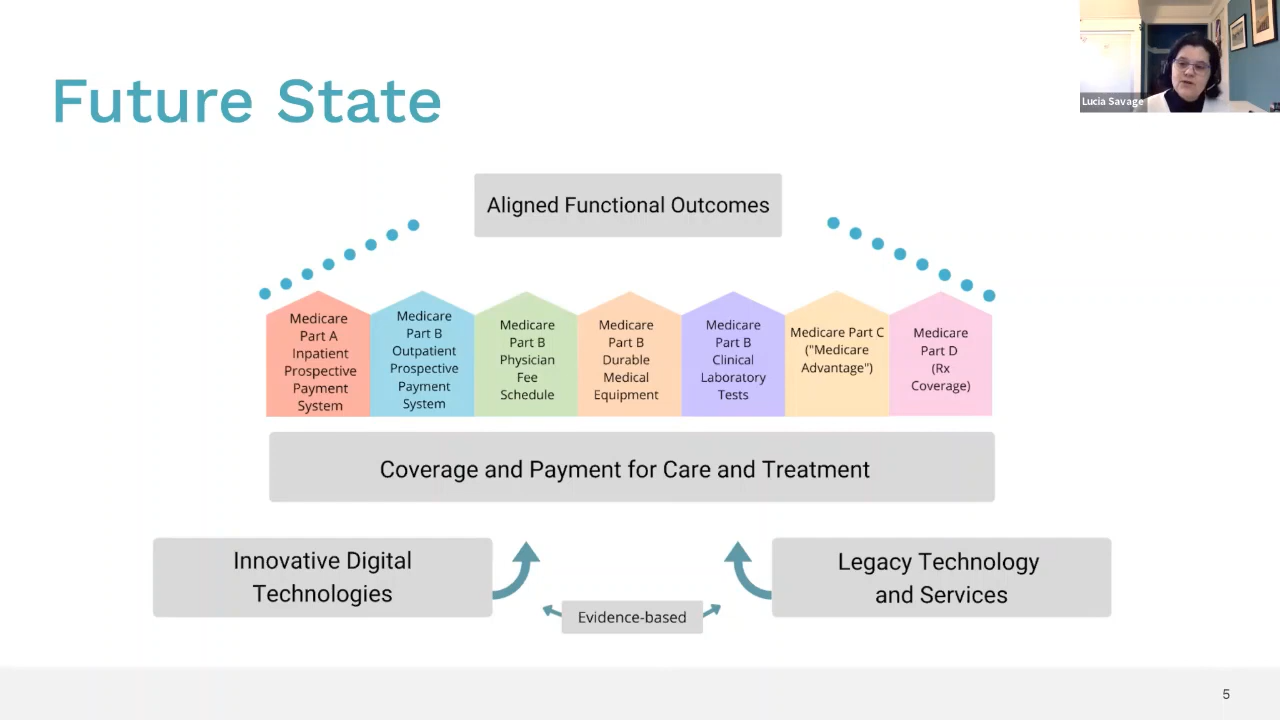 Future State
Lucia Savage
Aligned Functional Outcomes
Medicare
Part A
Inpatient
Prospective
Payment
System
Medicare
Part B
Outpatient
Prospective
Payment
System
Medicare
Part B
Physician
Fee
Schedule
Medicare
Part B
Durable
Medical
Equipment
Medicare
Part B
Clinical
Laboratory
Tests
Medicare Part C
("Medicare
Advantage")
Medicare
Part D
(Rx
Coverage)
Coverage and Payment for Care and Treatment
Innovative Digital
Technologies
Evidence-based
Legacy Technology
and Services
5